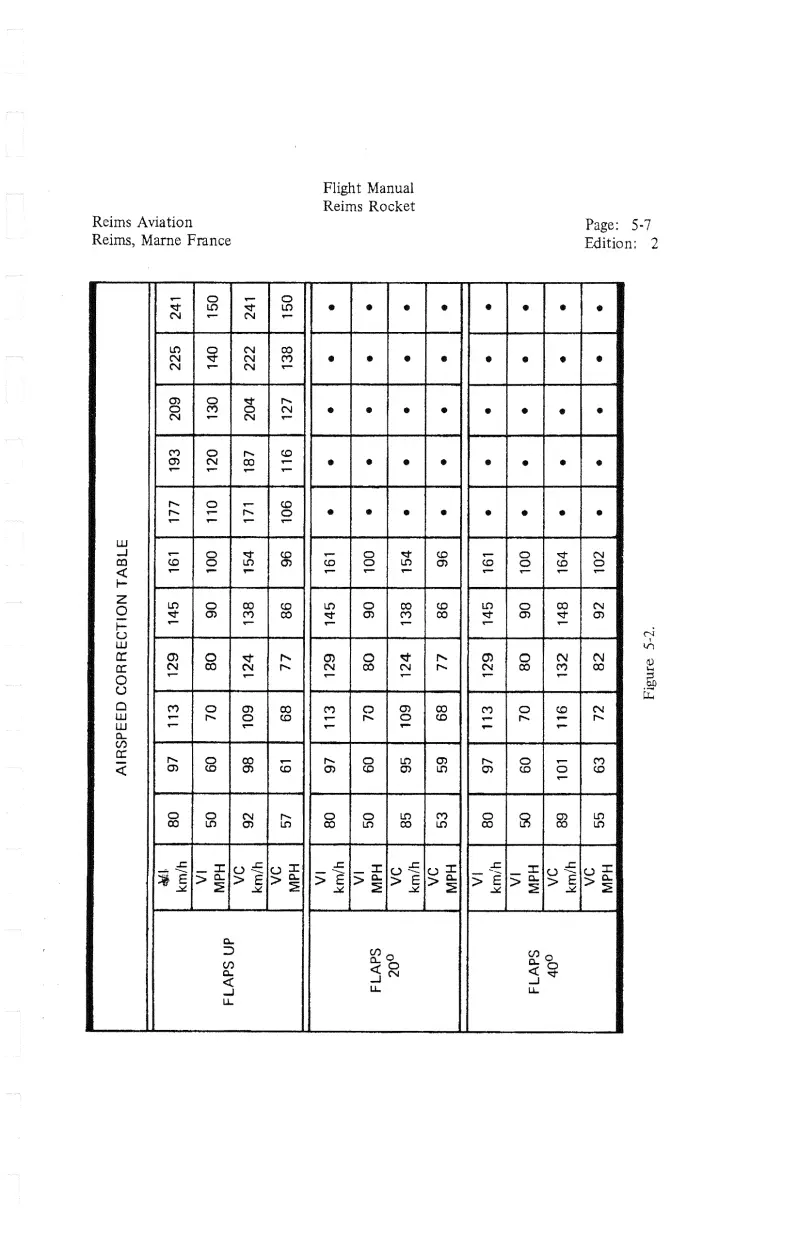 Flight Manual
Reims Rocket
Reims Aviation
Reims, Marne France
Page: 5-7
Edition: 2
AIRSPEED CORRECTION TABLE
FLAPS UP
VI km/h 80 97 113 129 145 161 177 193 209 225 241
VI MPH 50 60 70 80 90 100 110 120 130 140 150
VC km/h 92 98 109 124 138 154 171 187 204 222 241
VC MPH 57 61 68 77 86 96 106 116 127 138 150
FLAPS 20º
VI km/h 80 97 113 129 145 161 • • • • •
VI MPH 50 60 70 80 90 100 • • • • •
VC km/h 85 95 109 124 138 154 • • • • •
VC MPH 53 59 68 77 86 96 • • • • •
FLAPS 40º
VI km/h 80 97 113 129 145 161 • • • • •
VI MPH 50 60 70 80 90 100 • • • • •
VC km/h 89 101 116 132 148 164 • • • • •
VC MPH 55 63 72 82 92 102 • • • • •
Figure 5-2.